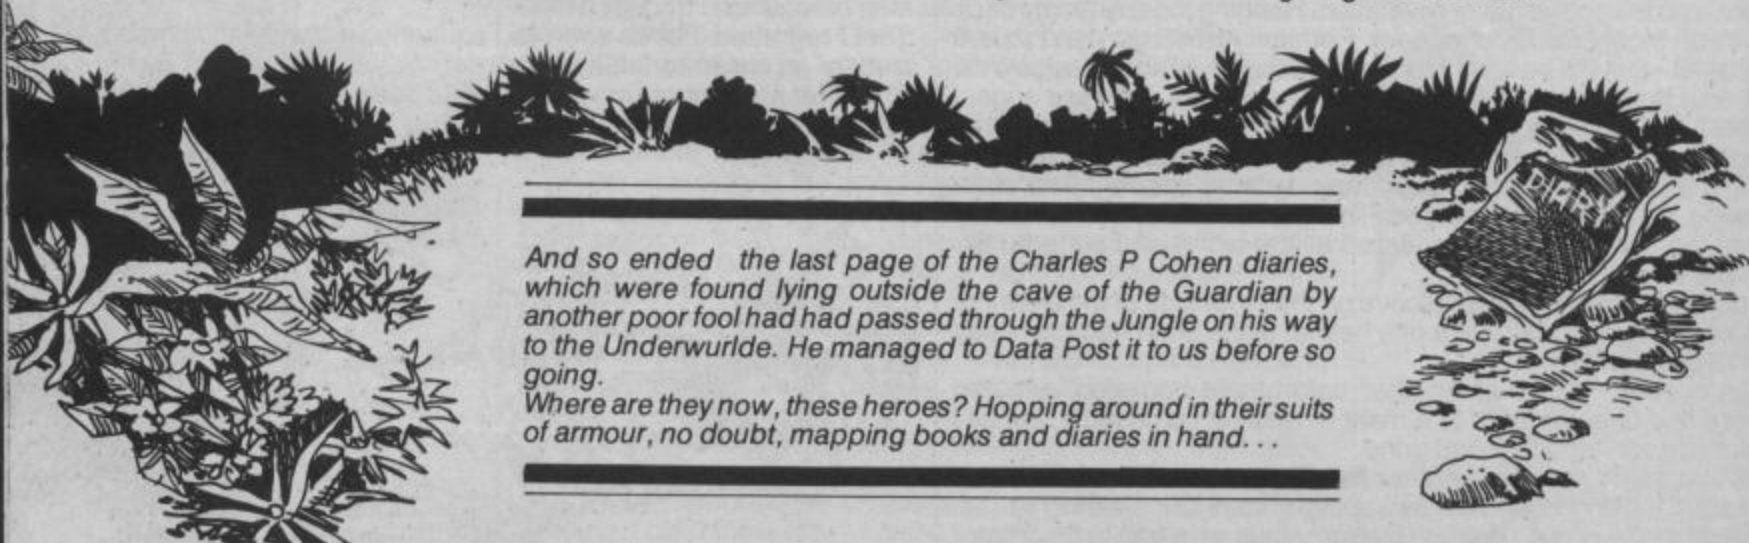 And so ended the last page of the Charles P Cohen diaries,
which were found lying outside the cave of the Guardian by
another poor fool had had passed through the Jungle on his way
to the Underwurlde. He managed to Data Post it to us before so
going.
Where are they now, these heroes? Hopping around in their suits
of armour, no doubt, mapping books and diaries in hand. . .
DIARY